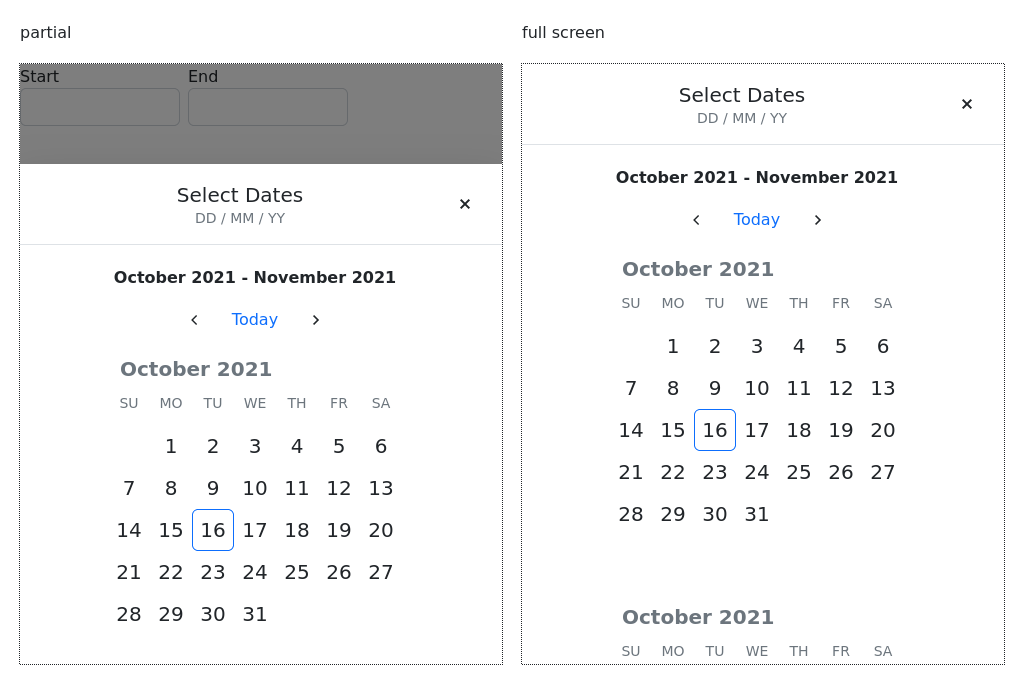 partial
Start End
Select Dates
DD / MM / YY
×
October 2021 - November 2021
‹ Today ›
October 2021
SU MO TU WE TH FR SA
1 2 3 4 5 6
7 8 9 10 11 12 13
14 15 16 17 18 19 20
21 22 23 24 25 26 27
28 29 30 31
full screen
Select Dates
DD / MM / YY
×
October 2021 - November 2021
‹ Today ›
October 2021
SU MO TU WE TH FR SA
1 2 3 4 5 6
7 8 9 10 11 12 13
14 15 16 17 18 19 20
21 22 23 24 25 26 27
28 29 30 31
October 2021
SU MO TU WE TH FR SA